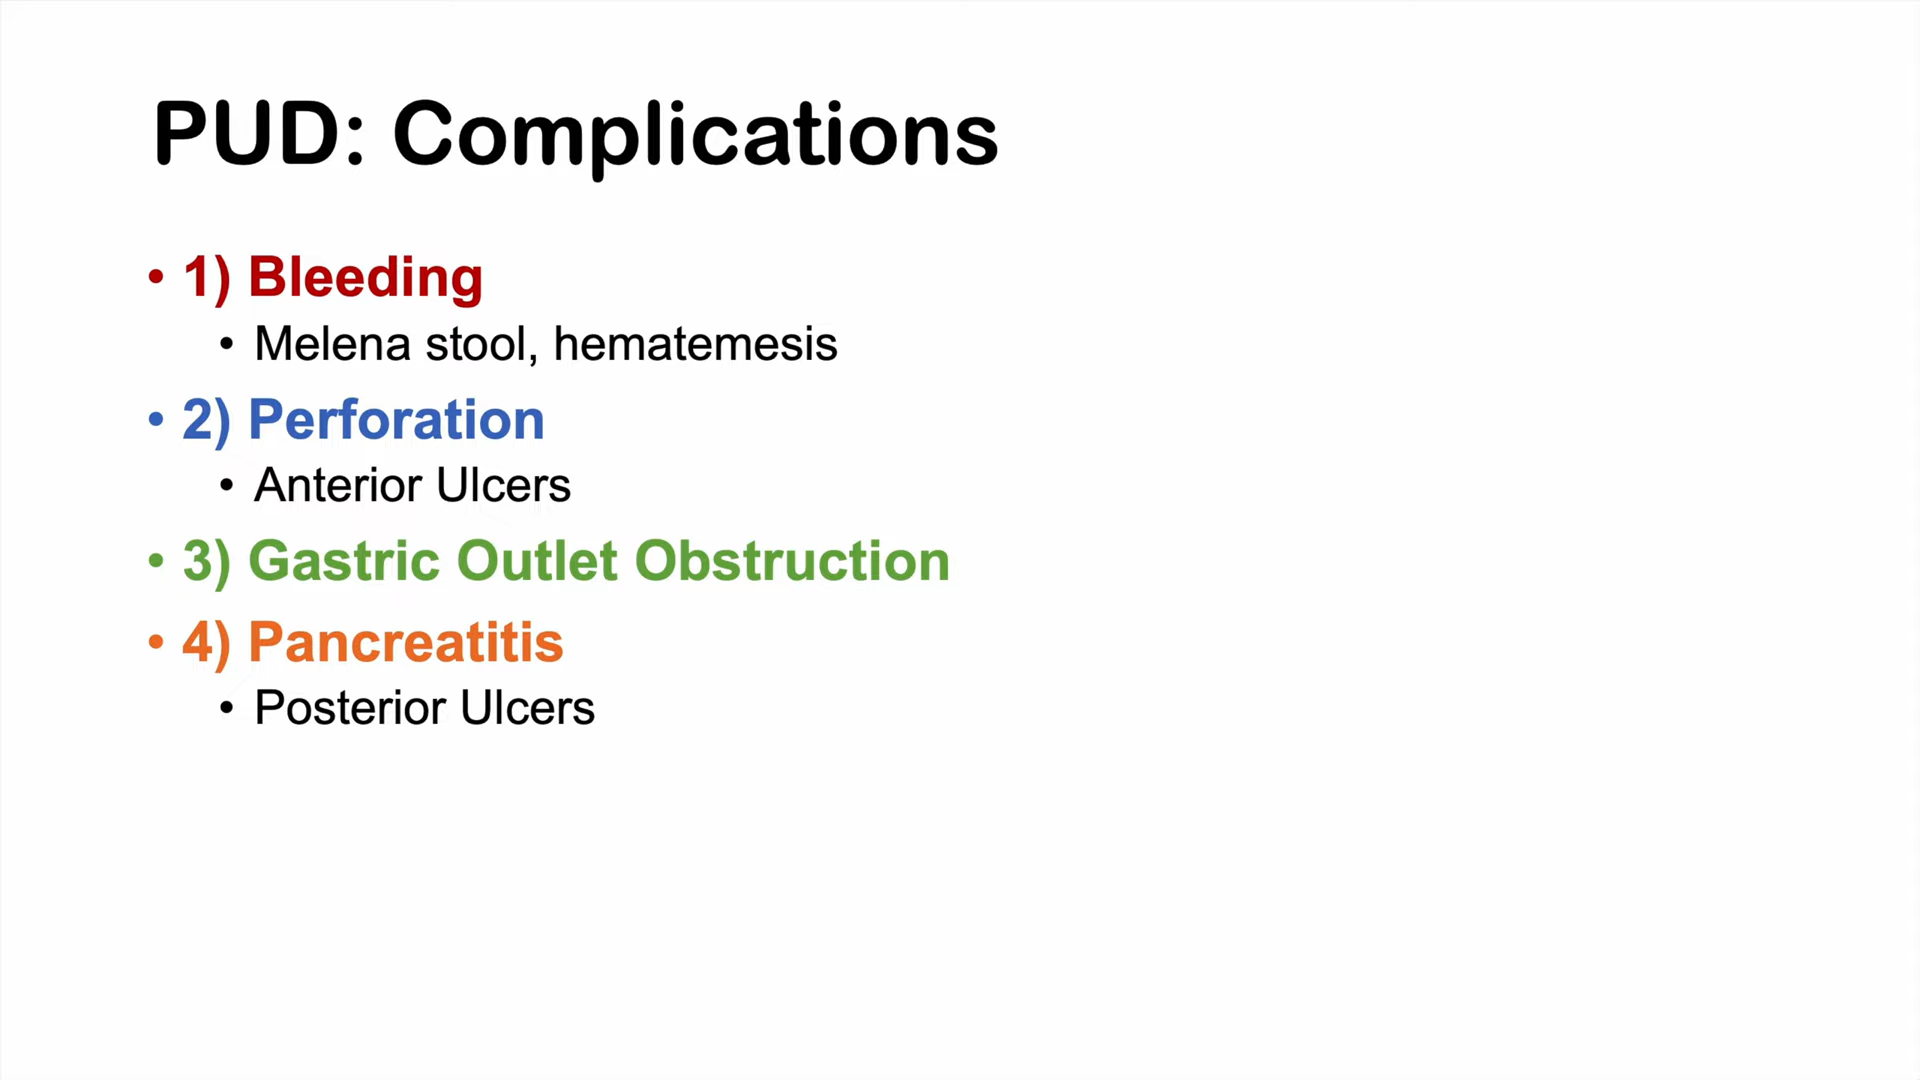 PUD: Complications
• 1) Bleeding
• Melena stool, hematemesis
• 2) Perforation
• Anterior Ulcers
• 3) Gastric Outlet Obstruction
• 4) Pancreatitis
• Posterior Ulcers